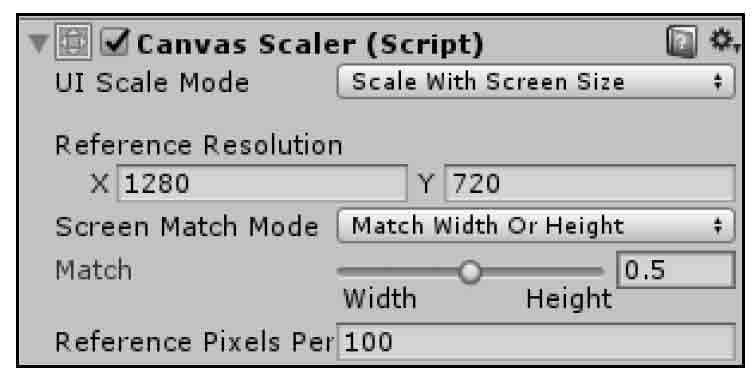 Canvas Scaler (Script)
UI Scale Mode Scale With Screen Size
Reference Resolution
X 1280 Y 720
Screen Match Mode Match Width Or Height
Match 0.5
Width Height
Reference Pixels Per 100